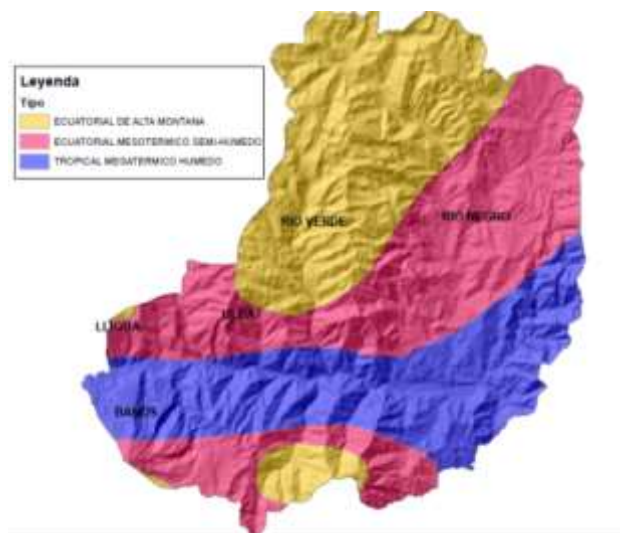 Leyenda
Tipo
ECUATORIAL DE ALTA MONTANA
ECUATORIAL MESOTERMICO SEMI-HUMEDO
TROPICAL MEGATERMICO HUMEDO
RIO VERDE
RIO NEGRO
ULBA
LLIGUA
BANOS